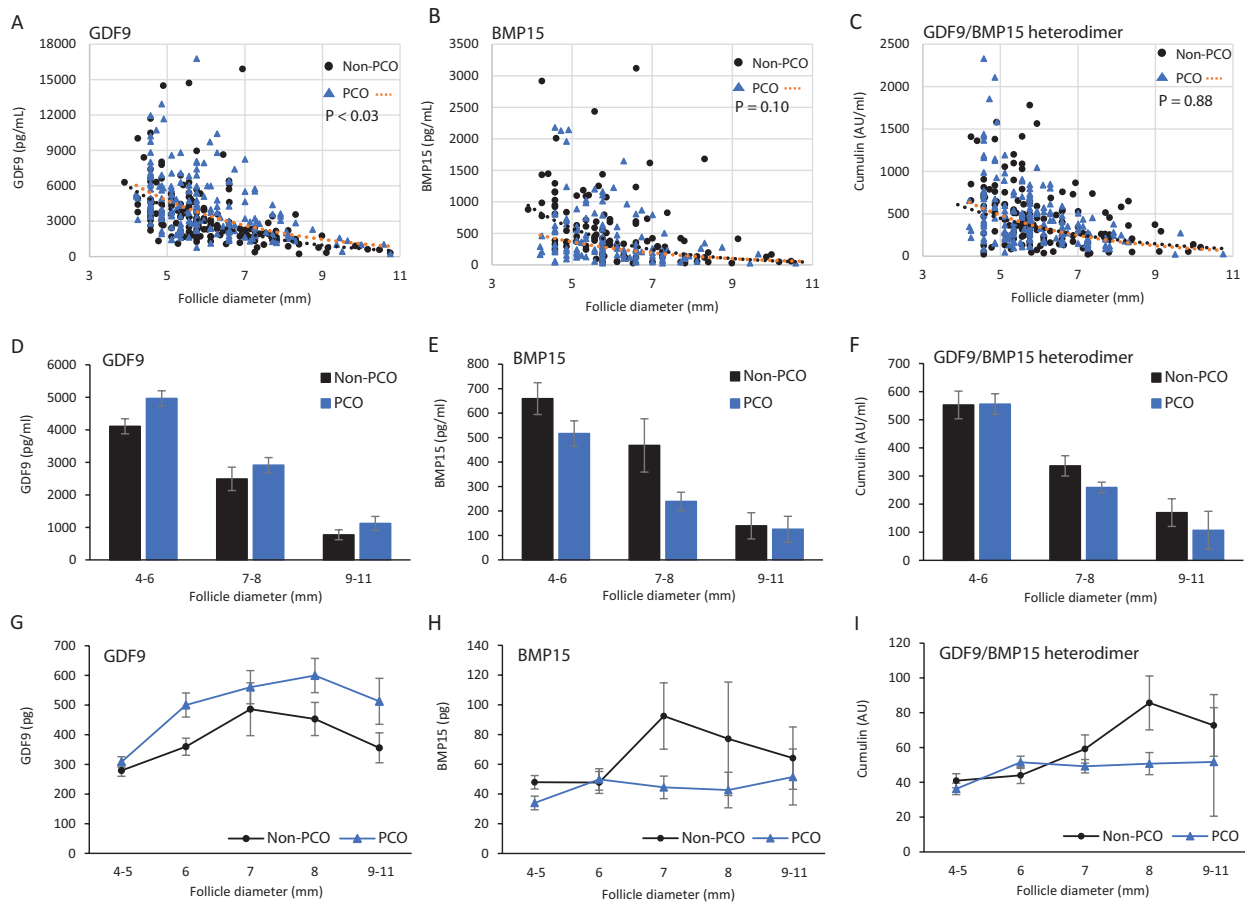 A
GDF9
18000
15000
12000
9000
6000
3000
0
GDF9 (pg/mL)
Non-PCO
PCO
P < 0.03
3 5 7 9 11
Follicle diameter (mm)
B
BMP15
3500
3000
2500
2000
1500
1000
500
0
BMP15 (pg/mL)
Non-PCO
PCO
P = 0.10
3 4 5 6 7 8 9 10 11
Follicle diameter (mm)
C
GDF9/BMP15 heterodimer
2500
2000
1500
1000
500
0
Cumulin (AU/ml)
Non-PCO
PCO
P = 0.88
3 5 7 9 11
Follicle diameter (mm)
D
GDF9
6000
5000
4000
3000
2000
1000
0
GDF9 (pg/ml)
Non-PCO
PCO
4-6 7-8 9-11
Follicle diameter (mm)
E
BMP15
800
700
600
500
400
300
200
100
0
BMP15 (pg/ml)
Non-PCO
PCO
4-6 7-8 9-11
Follicle diameter (mm)
F
GDF9/BMP15 heterodimer
700
600
500
400
300
200
100
0
Cumulin (AU/ml)
Non-PCO
PCO
4-6 7-8 9-11
Follicle diameter (mm)
G
GDF9
700
600
500
400
300
200
100
0
GDF9 (pg)
Non-PCO PCO
4-5 6 7 8 9-11
Follicle diameter (mm)
H
BMP15
140
120
100
80
60
40
20
0
BMP15 (pg)
Non-PCO PCO
4-5 6 7 8 9-11
Follicle diameter (mm)
I
GDF9/BMP15 heterodimer
120
100
80
60
40
20
0
Cumulin (AU)
Non-PCO PCO
4-5 6 7 8 9-11
Follicle diameter (mm)